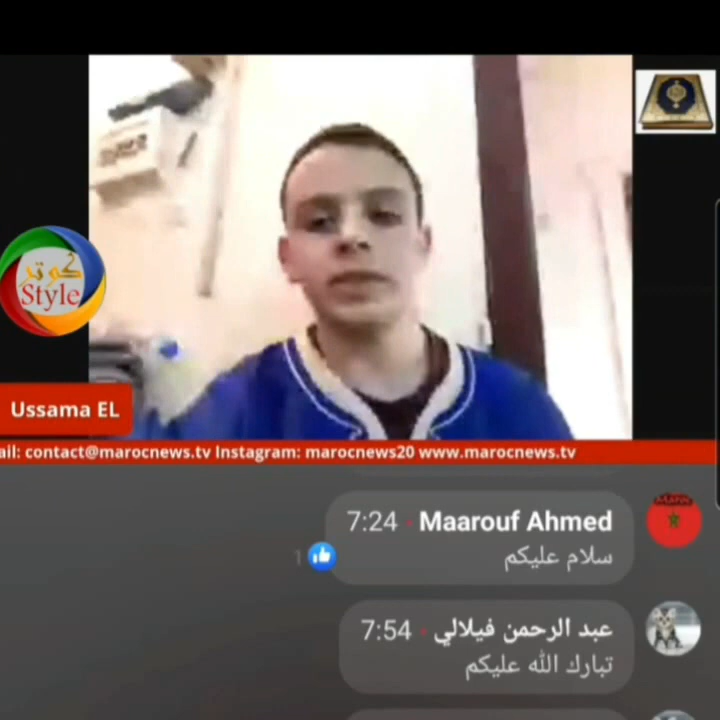 كوتر
Style
Ussama EL
ail: contact@marocnews.tv Instagram: marocnews20 www.marocnews.tv
7:24 · Maarouf Ahmed
سلام عليكم
1
عبد الرحمن فيلالي · 7:54
تبارك الله عليكم